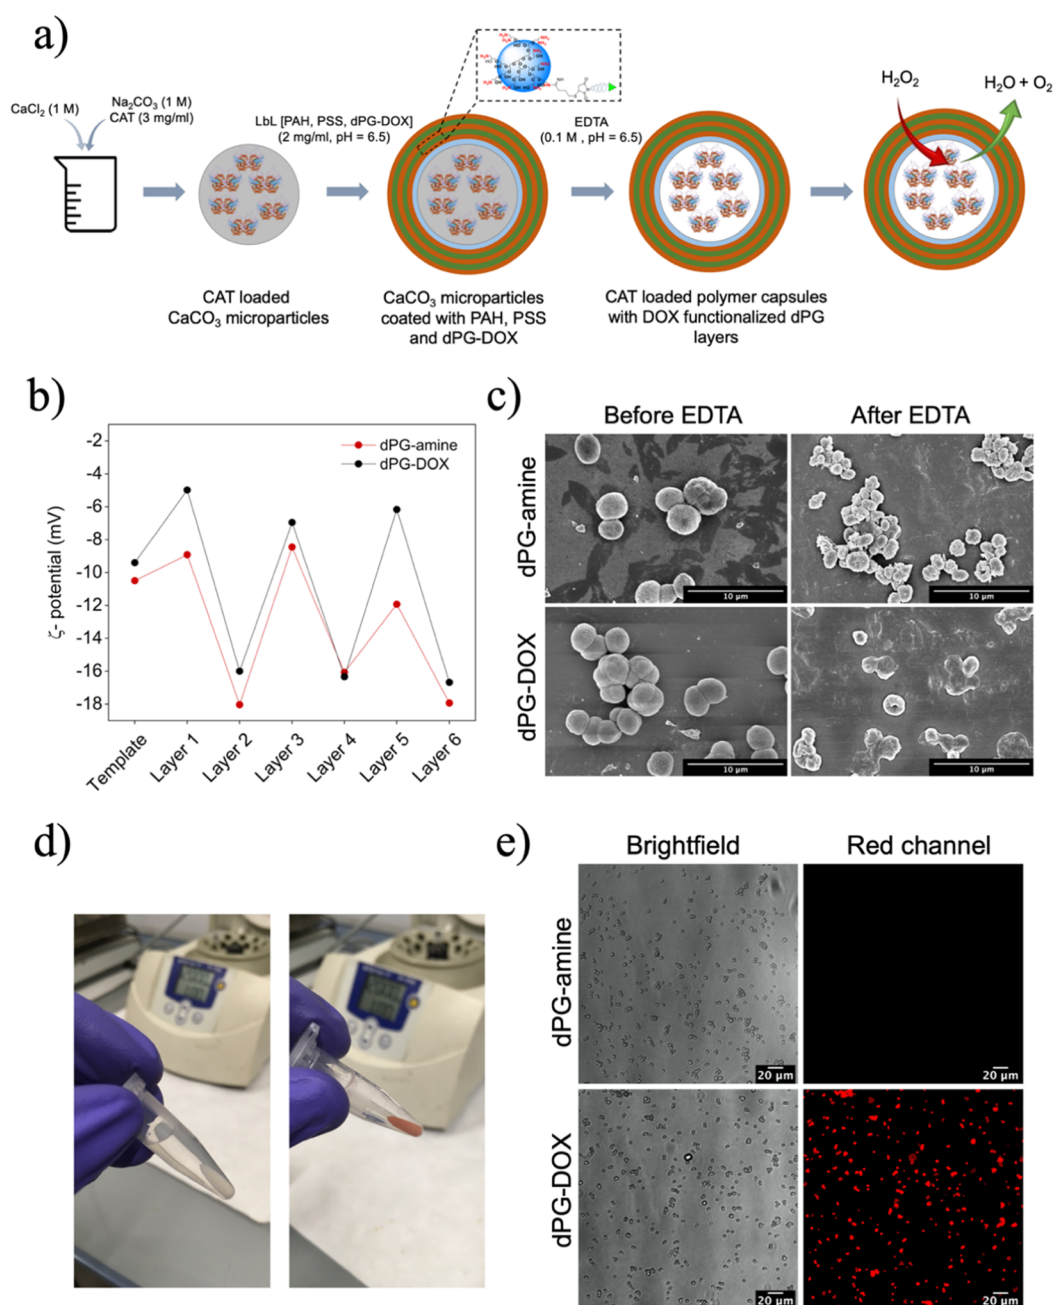 a)
CaCl₂ (1 M)
Na₂CO₃ (1 M)
CAT (3 mg/ml)
LbL [PAH, PSS, dPG-DOX]
(2 mg/ml, pH = 6.5)
EDTA
(0.1 M , pH = 6.5)
H₂O₂
H₂O + O₂
CAT loaded
CaCO₃ microparticles
CaCO₃ microparticles
coated with PAH, PSS
and dPG-DOX
CAT loaded polymer capsules
with DOX functionalized dPG
layers
b)
ζ- potential (mV)
-2
-4
-6
-8
-10
-12
-14
-16
-18
dPG-amine
dPG-DOX
Template
Layer 1
Layer 2
Layer 3
Layer 4
Layer 5
Layer 6
c)
Before EDTA
After EDTA
dPG-amine
10 µm
10 µm
dPG-DOX
10 µm
10 µm
d)
e)
Brightfield
Red channel
dPG-amine
20 µm
20 µm
dPG-DOX
20 µm
20 µm